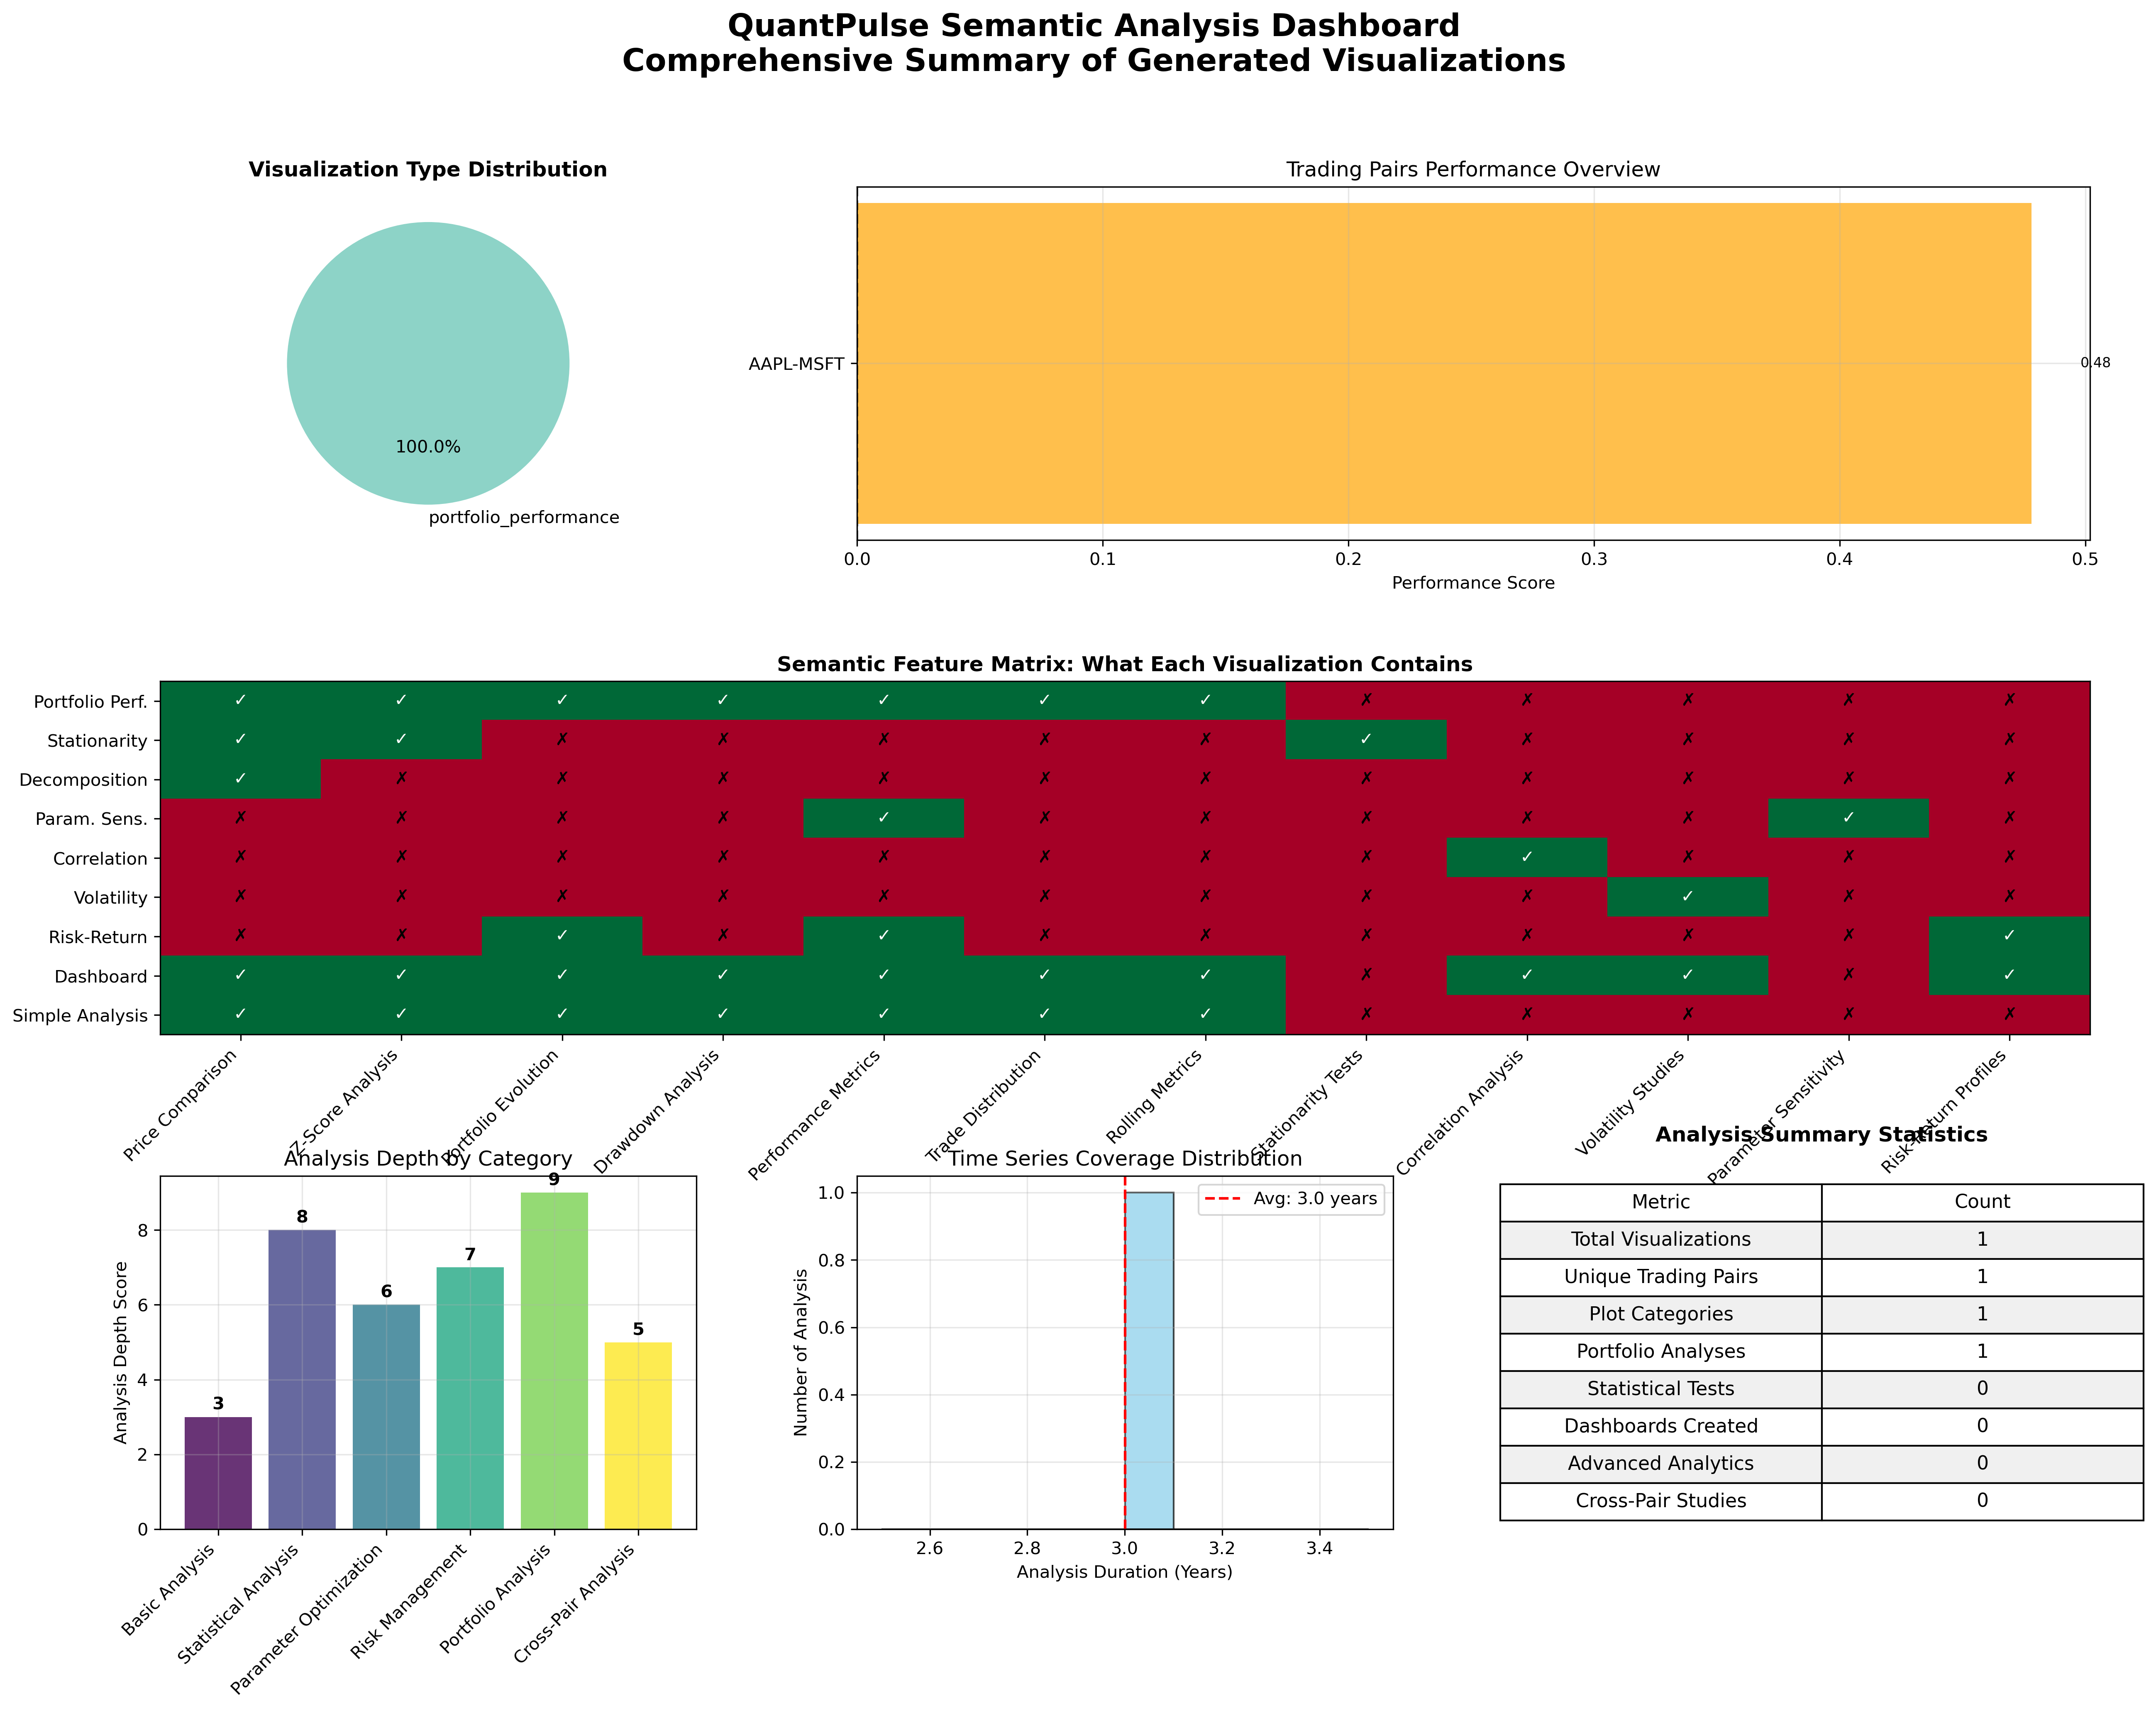 QuantPulse Semantic Analysis Dashboard
Comprehensive Summary of Generated Visualizations
Visualization Type Distribution
100.0%
portfolio_performance
Trading Pairs Performance Overview
AAPL-MSFT
0.48
0.0 0.1 0.2 0.3 0.4 0.5
Performance Score
Semantic Feature Matrix: What Each Visualization Contains
Portfolio Perf. ✓ ✓ ✓ ✓ ✓ ✓ ✓ ✗ ✗ ✗ ✗ ✗
Stationarity ✓ ✓ ✗ ✗ ✗ ✗ ✗ ✓ ✗ ✗ ✗ ✗
Decomposition ✓ ✗ ✗ ✗ ✗ ✗ ✗ ✗ ✗ ✗ ✗ ✗
Param. Sens. ✗ ✗ ✗ ✗ ✓ ✗ ✗ ✗ ✗ ✗ ✓ ✗
Correlation ✗ ✗ ✗ ✗ ✗ ✗ ✗ ✗ ✓ ✗ ✗ ✗
Volatility ✗ ✗ ✗ ✗ ✗ ✗ ✗ ✗ ✗ ✓ ✗ ✗
Risk-Return ✗ ✗ ✓ ✗ ✓ ✗ ✗ ✗ ✗ ✗ ✗ ✓
Dashboard ✓ ✓ ✓ ✓ ✓ ✓ ✓ ✗ ✓ ✓ ✗ ✓
Simple Analysis ✓ ✓ ✓ ✓ ✓ ✓ ✓ ✗ ✗ ✗ ✗ ✗
Price Comparison
Z-Score Analysis
Portfolio Evolution
Drawdown Analysis
Performance Metrics
Trade Distribution
Rolling Metrics
Stationarity Tests
Correlation Analysis
Volatility Studies
Parameter Sensitivity
Risk-Return Profiles
Analysis Depth by Category
Analysis Depth Score
8
6
4
2
0
3
8
6
7
9
5
Basic Analysis
Statistical Analysis
Parameter Optimization
Risk Management
Portfolio Analysis
Cross-Pair Analysis
Time Series Coverage Distribution
Avg: 3.0 years
Number of Analysis
1.0
0.8
0.6
0.4
0.2
0.0
2.6 2.8 3.0 3.2 3.4
Analysis Duration (Years)
Analysis Summary Statistics
Metric Count
Total Visualizations 1
Unique Trading Pairs 1
Plot Categories 1
Portfolio Analyses 1
Statistical Tests 0
Dashboards Created 0
Advanced Analytics 0
Cross-Pair Studies 0